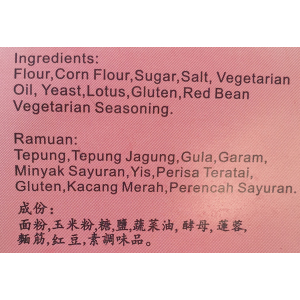 Ingredients:
Flour,Corn Flour,Sugar,Salt, Vegetarian
Oil, Yeast,Lotus,Gluten,Red Bean
Vegetarian Seasoning.
Ramuan:
Tepung,Tepung Jagung,Gula,Garam,
Minyak Sayuran,Yis,Perisa Teratai,
Gluten,Kacang Merah,Perencah Sayuran.
成份:
面粉,玉米粉,糖,鹽,蔬菜油, 酵母,蓮蓉,
麵筋,紅豆,素調味品。